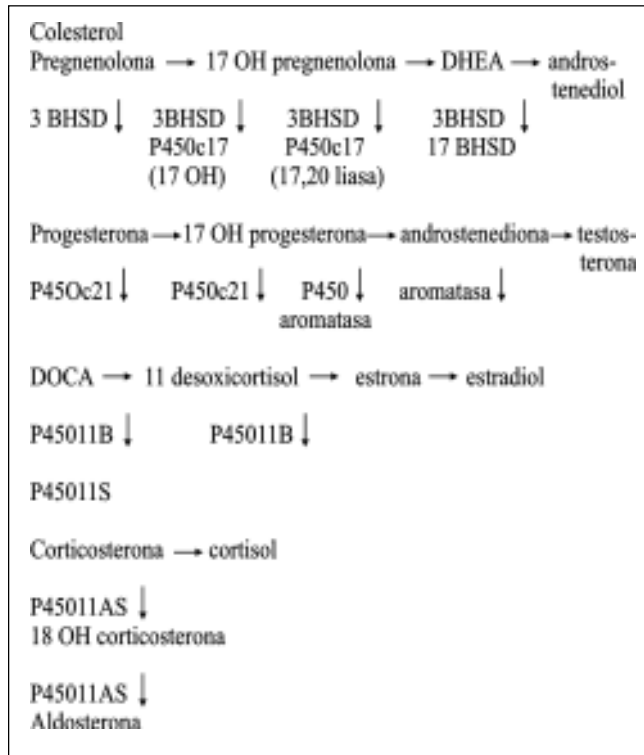 Colesterol
Pregnenolona → 17 OH pregnenolona → DHEA → andros-
tenediol
3 BHSD ↓ 3BHSD ↓ 3BHSD ↓ 3BHSD ↓
P450c17 P450c17 17 BHSD
(17 OH) (17,20 liasa)
Progesterona → 17 OH progesterona → androstenediona → testos-
terona
P45Oc21 ↓ P450c21 ↓ P450 ↓ aromatasa ↓
aromatasa
DOCA → 11 desoxicortisol → estrona → estradiol
P45011B ↓ P45011B ↓
P45011S
Corticosterona → cortisol
P45011AS ↓
18 OH corticosterona
P45011AS ↓
Aldosterona